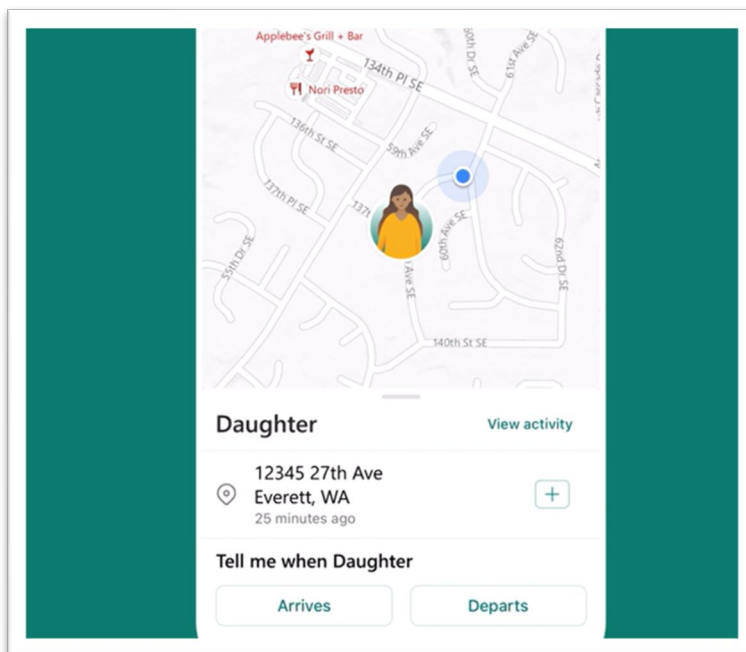 Applebee's Grill + Bar
134th Pl SE
60th Dr SE
61st Ave SE
Nori Presto
136th St SE
59th Ave SE
137th Pl SE
60th Ave SE
55th Dr SE
62nd Dr SE
Ave SE
140th St SE
Daughter
View activity
12345 27th Ave
Everett, WA
25 minutes ago
Tell me when Daughter
Arrives
Departs